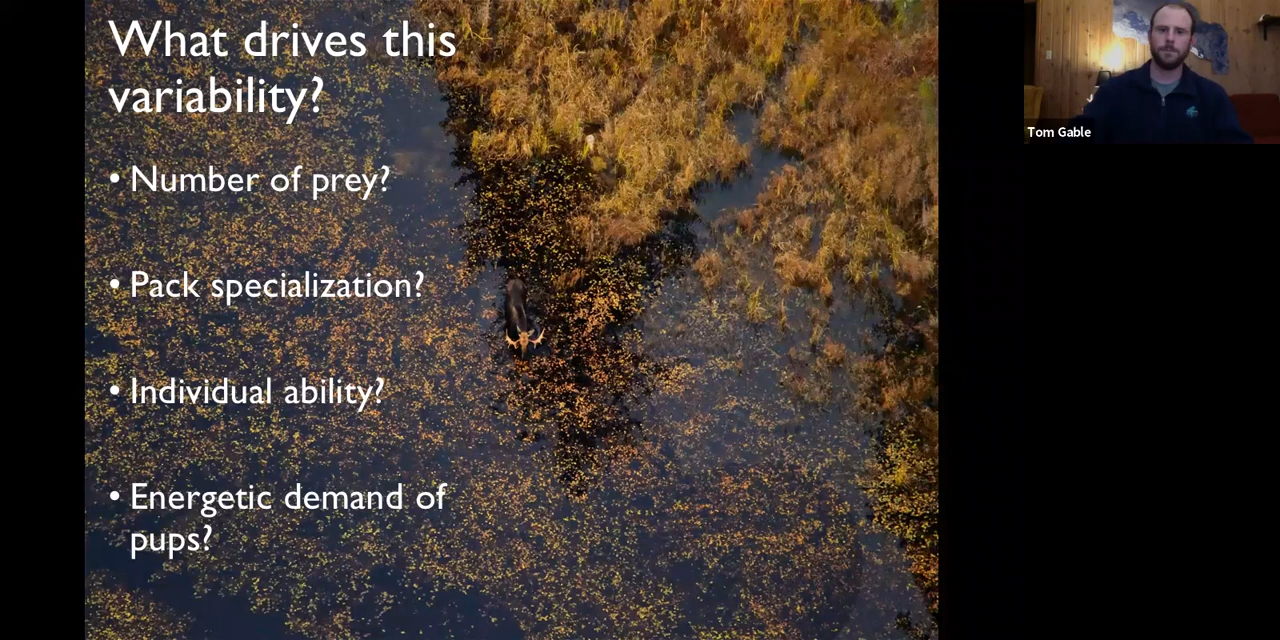 What drives this
variability?
• Number of prey?
• Pack specialization?
• Individual ability?
• Energetic demand of
pups?
Tom Gable